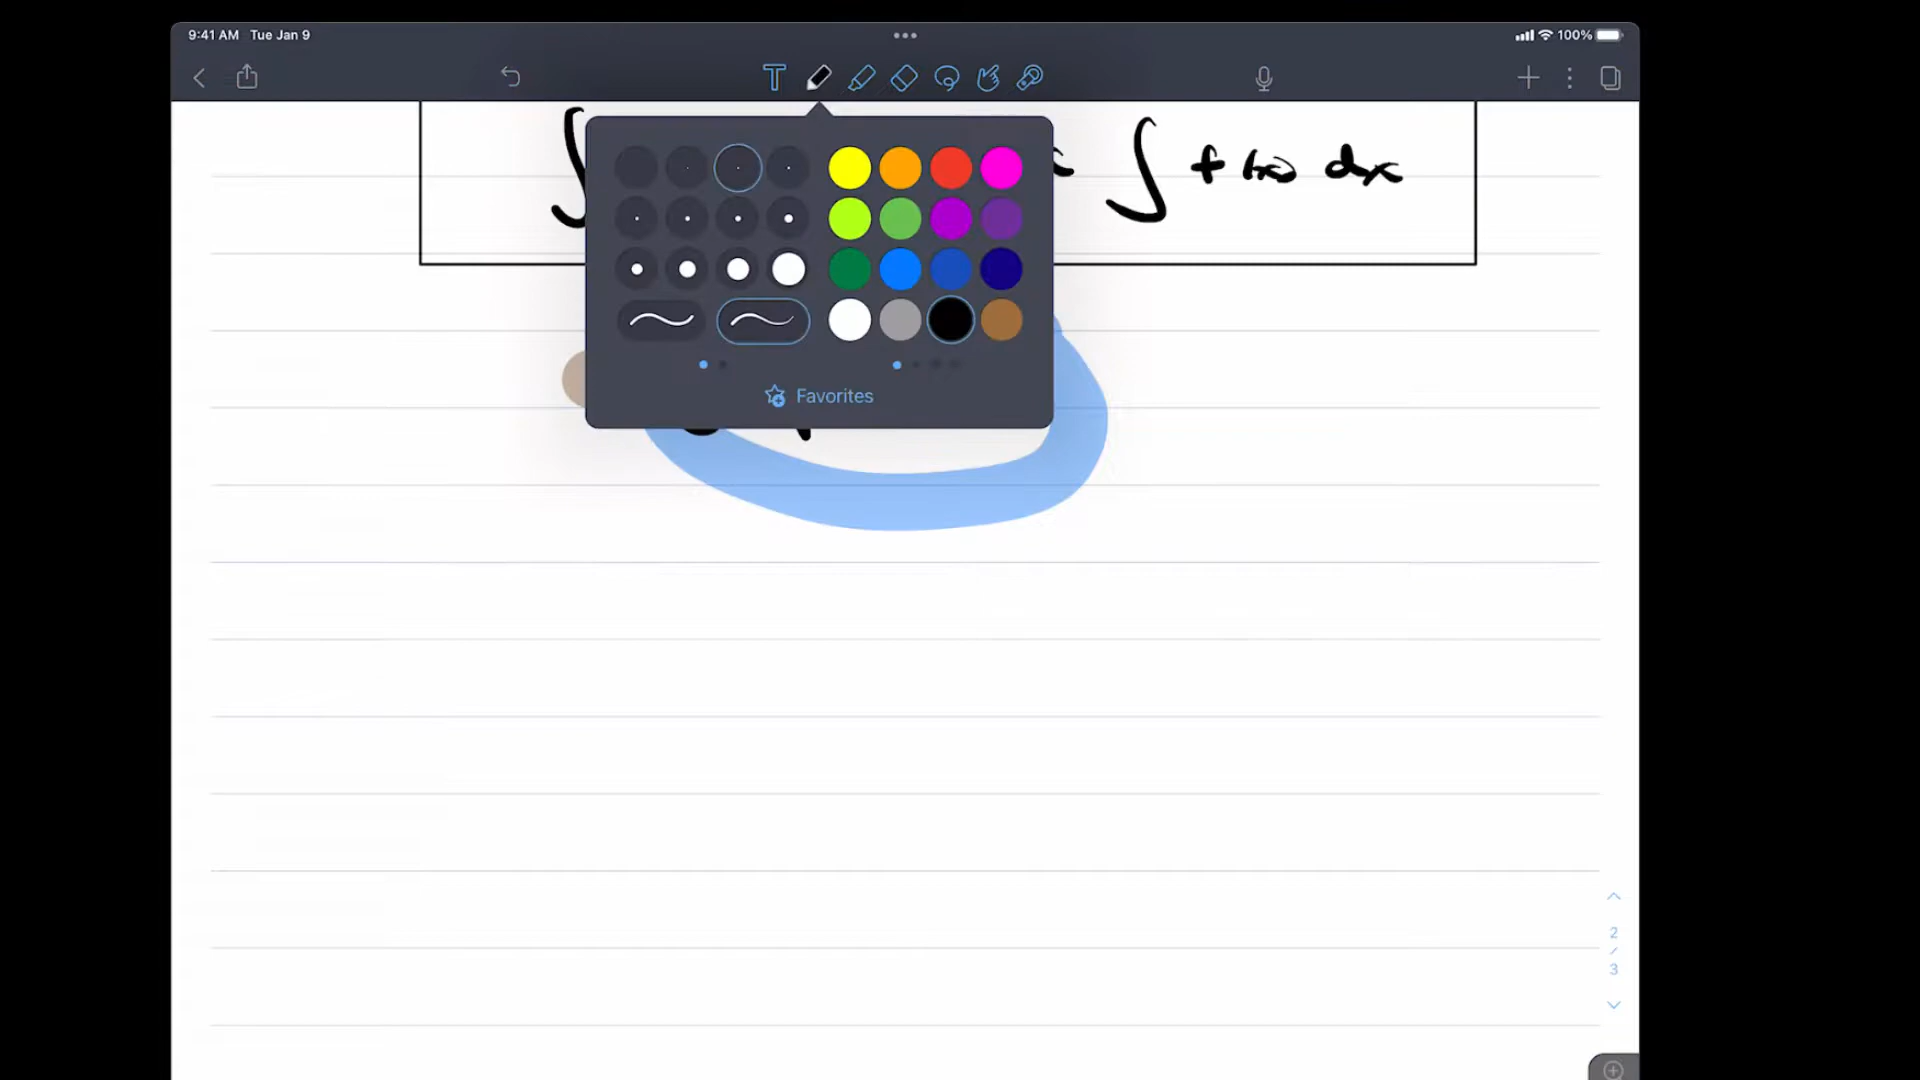 9:41 AM Tue Jan 9 100%
T
∫ ∫ f(x) dx
Favorites
2
/
3